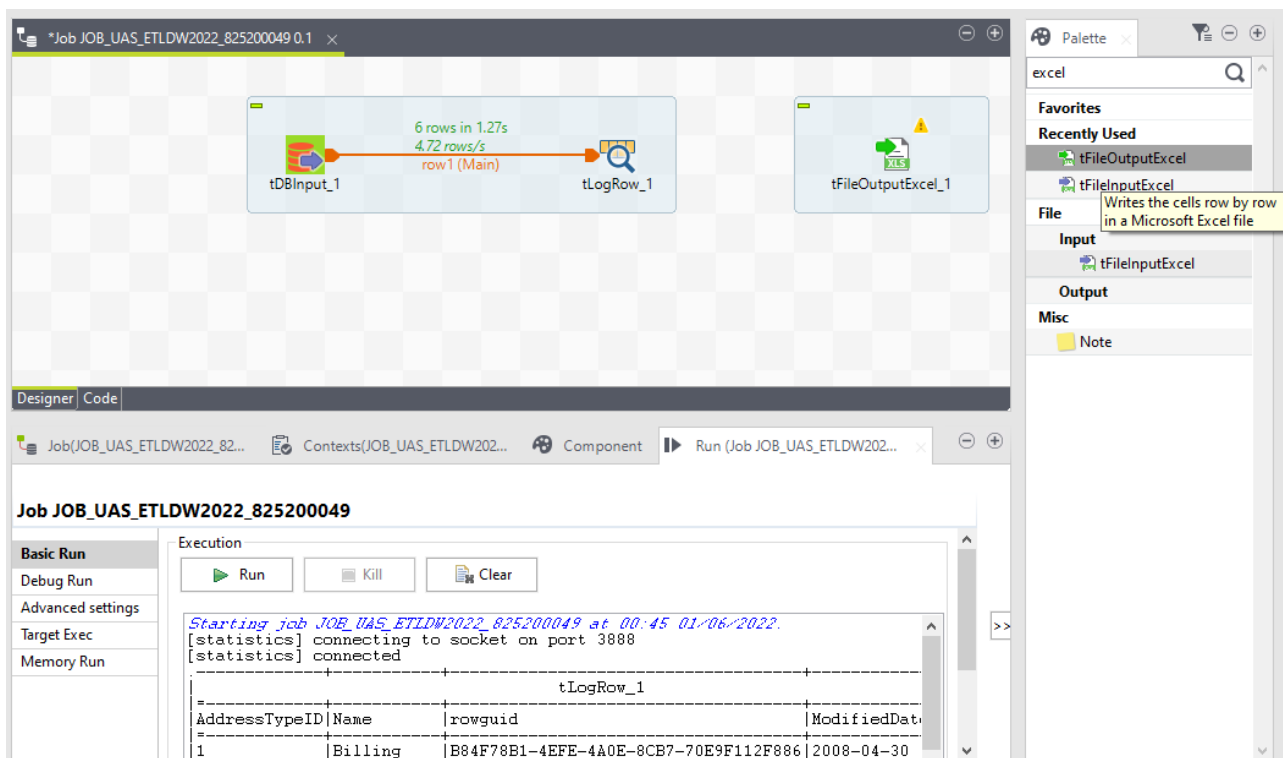 *Job JOB_UAS_ETLDW2022_825200049 0.1
6 rows in 1.27s
4.72 rows/s
row1 (Main)
tDBInput_1
tLogRow_1
XLS
tFileOutputExcel_1
Designer
Code
Palette
excel
Favorites
Recently Used
tFileOutputExcel
tFileInputExcel
Writes the cells row by row
in a Microsoft Excel file
File
Input
tFileInputExcel
Output
Misc
Note
Job(JOB_UAS_ETLDW2022_82...
Contexts(JOB_UAS_ETLDW202...
Component
Run (Job JOB_UAS_ETLDW202...
Job JOB_UAS_ETLDW2022_825200049
Basic Run
Debug Run
Advanced settings
Target Exec
Memory Run
Execution
Run
Kill
Clear
Starting job JOB_UAS_ETLDW2022_825200049 at 00:45 01/06/2022.
[statistics] connecting to socket on port 3888
[statistics] connected
tLogRow_1
AddressTypeID|Name |rowguid |ModifiedDat
1 |Billing |B84F78B1-4EFE-4A0E-8CB7-70E9F112F886|2008-04-30
>>